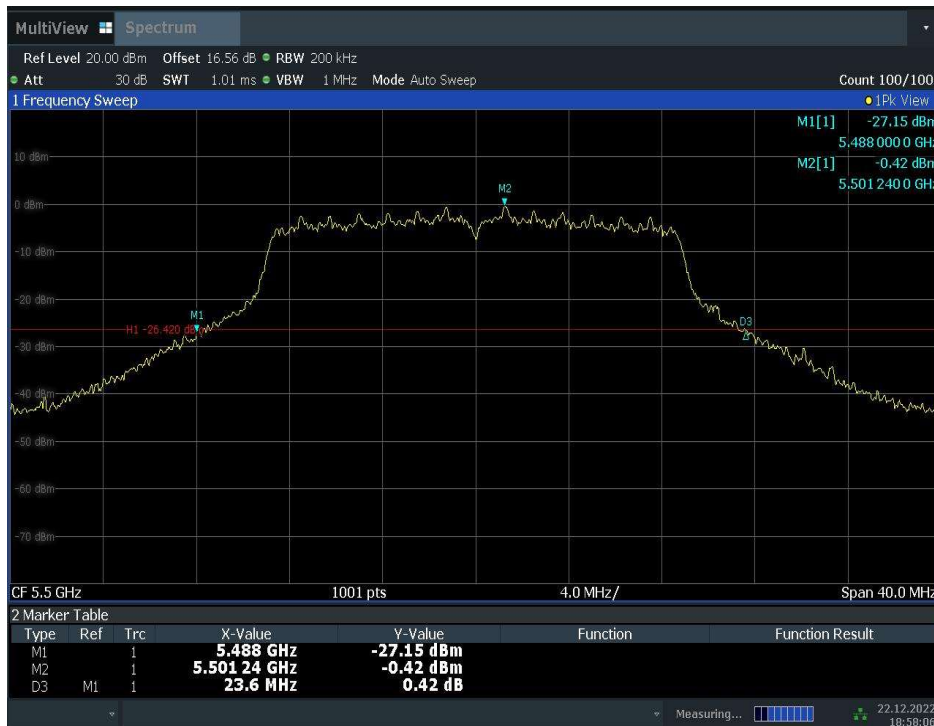 MultiView Spectrum
Ref Level 20.00 dBm Offset 16.56 dB RBW 200 kHz
Att 30 dB SWT 1.01 ms VBW 1 MHz Mode Auto Sweep Count 100/100
1 Frequency Sweep 1Pk View
M1[1] -27.15 dBm
5.488 000 0 GHz
10 dBm
M2[1] -0.42 dBm
5.501 240 0 GHz
M2
0 dBm
-10 dBm
-20 dBm
M1
D3
H1 -26.420 dBm
-30 dBm
-40 dBm
-50 dBm
-60 dBm
-70 dBm
CF 5.5 GHz 1001 pts 4.0 MHz/ Span 40.0 MHz
2 Marker Table
Type Ref Trc X-Value Y-Value Function Function Result
M1 1 5.488 GHz -27.15 dBm
M2 1 5.501 24 GHz -0.42 dBm
D3 M1 1 23.6 MHz 0.42 dB
Measuring... 22.12.2022
18:58:06